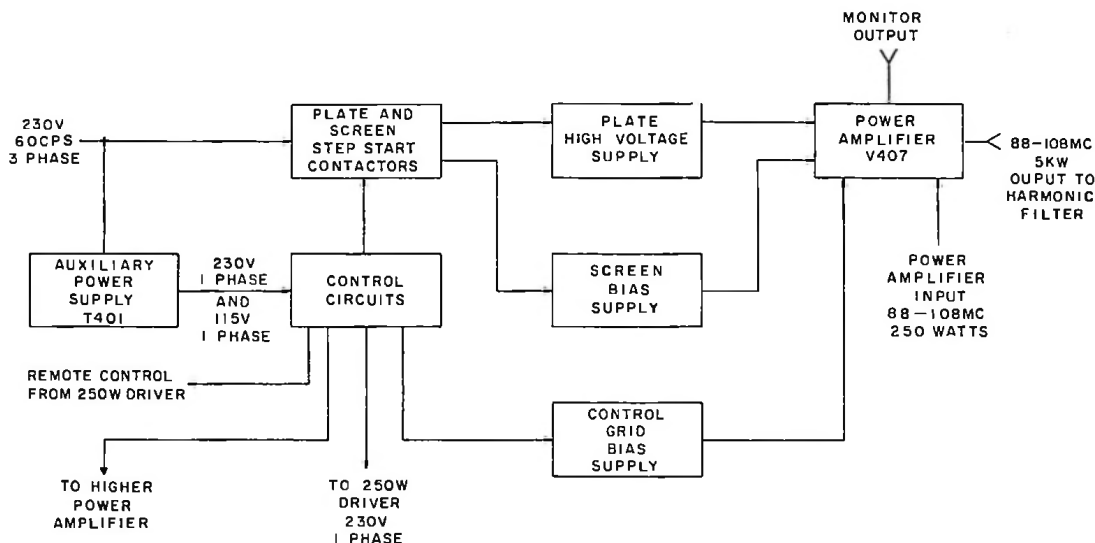 MONITOR
OUTPUT
230V
60CPS
3 PHASE
PLATE AND
SCREEN
STEP START
CONTACTORS
PLATE
HIGH VOLTAGE
SUPPLY
POWER
AMPLIFIER
V407
88-108MC
5KW
OUPUT TO
HARMONIC
FILTER
AUXILIARY
POWER
SUPPLY
T401
230V
1 PHASE
AND
115V
1 PHASE
CONTROL
CIRCUITS
SCREEN
BIAS
SUPPLY
POWER
AMPLIFIER
INPUT
88-108MC
250 WATTS
REMOTE CONTROL
FROM 250W DRIVER
CONTROL
GRID
BIAS
SUPPLY
TO HIGHER
POWER
AMPLIFIER
TO 250W
DRIVER
230V
1 PHASE